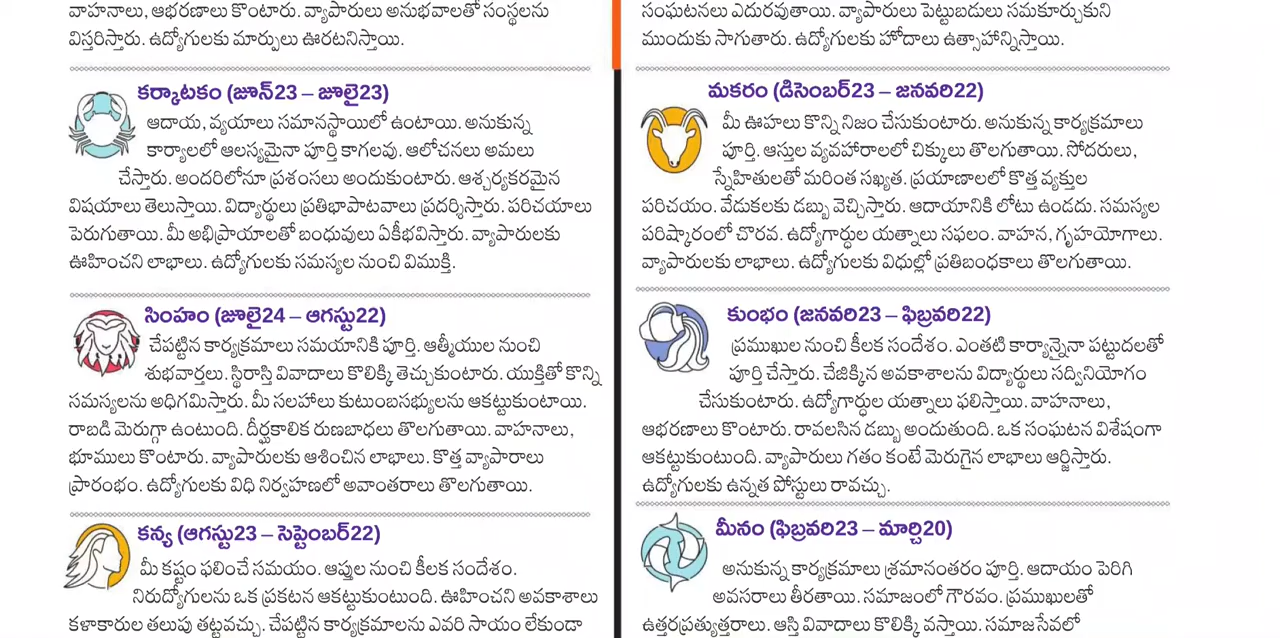 వాహనాలు, ఆభరణాలు కొంటారు. వ్యాపారులు అనుభవాలతో సంస్థలను
విస్తరిస్తారు. ఉద్యోగులకు మార్పులు ఊరటనిస్తాయి.
కర్కాటకం (జూన్23 – జూలై23)
ఆదాయ, వ్యయాలు సమానస్థాయిలో ఉంటాయి. అనుకున్న
కార్యాలలో ఆలస్యమైనా పూర్తి కాగలవు. ఆలోచనలు అమలు
చేస్తారు. అందరిలోనూ ప్రశంసలు అందుకుంటారు. ఆశ్చర్యకరమైన
విషయాలు తెలుస్తాయి. విద్యార్థులు ప్రతిభాపాటవాలు ప్రదర్శిస్తారు. పరిచయాలు
పెరుగుతాయి. మీ అభిప్రాయాలతో బంధువులు ఏకీభవిస్తారు. వ్యాపారులకు
ఊహించని లాభాలు. ఉద్యోగులకు సమస్యల నుంచి విముక్తి.
సింహం (జూలై24 – ఆగస్టు22)
చేపట్టిన కార్యక్రమాలు సమయానికి పూర్తి. ఆత్మీయుల నుంచి
శుభవార్తలు. స్థిరాస్తి వివాదాలు కొలిక్కి తెచ్చుకుంటారు. యుక్తితో కొన్ని
సమస్యలను అధిగమిస్తారు. మీ సలహాలు కుటుంబసభ్యులను ఆకట్టుకుంటాయి.
రాబడి మెరుగ్గా ఉంటుంది. దీర్ఘకాలిక రుణబాధలు తొలగుతాయి. వాహనాలు,
భూములు కొంటారు. వ్యాపారులకు ఆశించిన లాభాలు. కొత్త వ్యాపారాలు
ప్రారంభం. ఉద్యోగులకు విధి నిర్వహణలో అవాంతరాలు తొలగుతాయి.
కన్య (ఆగస్టు23 – సెప్టెంబర్22)
మీ కష్టం ఫలించే సమయం. ఆప్తుల నుంచి కీలక సందేశం.
నిరుద్యోగులను ఒక ప్రకటన ఆకట్టుకుంటుంది. ఊహించని అవకాశాలు
కళాకారుల తలుపు తట్టవచ్చు. చేపట్టిన కార్యక్రమాలను ఎవరి సాయం లేకుండా
సంఘటనలు ఎదురవుతాయి. వ్యాపారులు పెట్టుబడులు సమకూర్చుకుని
ముందుకు సాగుతారు. ఉద్యోగులకు హోదాలు ఉత్సాహాన్నిస్తాయి.
మకరం (డిసెంబర్23 – జనవరి22)
మీ ఊహలు కొన్ని నిజం చేసుకుంటారు. అనుకున్న కార్యక్రమాలు
పూర్తి. ఆస్తుల వ్యవహారాలలో చిక్కులు తొలగుతాయి. సోదరులు,
స్నేహితులతో మరింత సఖ్యత. ప్రయాణాలలో కొత్త వ్యక్తుల
పరిచయం. వేడుకలకు డబ్బు వెచ్చిస్తారు. ఆదాయానికి లోటు ఉండదు. సమస్యల
పరిష్కారంలో చొరవ. ఉద్యోగార్ధుల యత్నాలు సఫలం. వాహన, గృహయోగాలు.
వ్యాపారులకు లాభాలు. ఉద్యోగులకు విధుల్లో ప్రతిబంధకాలు తొలగుతాయి.
కుంభం (జనవరి23 – ఫిబ్రవరి22)
ప్రముఖుల నుంచి కీలక సందేశం. ఎంతటి కార్యాన్నైనా పట్టుదలతో
పూర్తి చేస్తారు. చేజిక్కిన అవకాశాలను విద్యార్థులు సద్వినియోగం
చేసుకుంటారు. ఉద్యోగార్ధుల యత్నాలు ఫలిస్తాయి. వాహనాలు,
ఆభరణాలు కొంటారు. రావలసిన డబ్బు అందుతుంది. ఒక సంఘటన విశేషంగా
ఆకట్టుకుంటుంది. వ్యాపారులు గతం కంటే మెరుగైన లాభాలు ఆర్జిస్తారు.
ఉద్యోగులకు ఉన్నత పోస్టులు రావచ్చు.
మీనం (ఫిబ్రవరి23 – మార్చి20)
అనుకున్న కార్యక్రమాలు శ్రమానంతరం పూర్తి. ఆదాయం పెరిగి
అవసరాలు తీరతాయి. సమాజంలో గౌరవం. ప్రముఖులతో
ఉత్తరప్రత్యుత్తరాలు. ఆస్తి వివాదాలు కొలిక్కి వస్తాయి. సమాజసేవలో